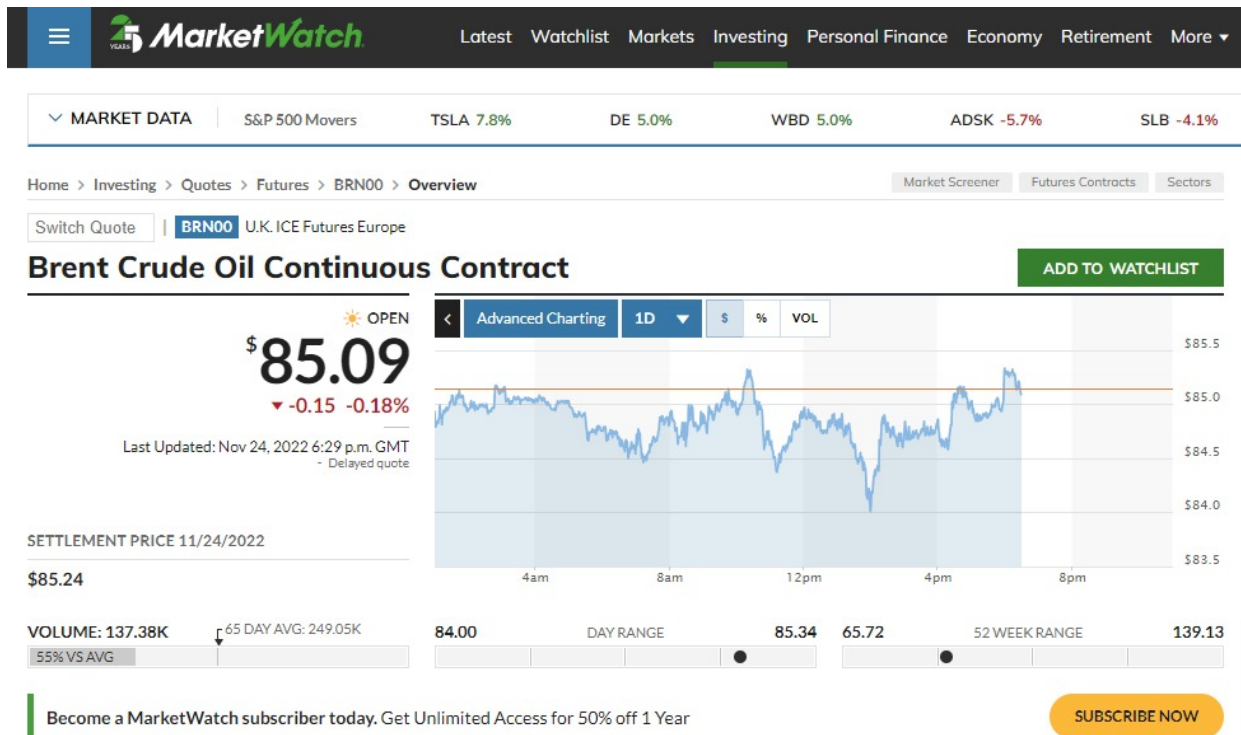 25 YEARS MarketWatch
Latest Watchlist Markets Investing Personal Finance Economy Retirement More
MARKET DATA S&P 500 Movers TSLA 7.8% DE 5.0% WBD 5.0% ADSK -5.7% SLB -4.1%
Home > Investing > Quotes > Futures > BRN00 > Overview
Market Screener Futures Contracts Sectors
Switch Quote | BRN00 U.K. ICE Futures Europe
Brent Crude Oil Continuous Contract
ADD TO WATCHLIST
OPEN
$85.09
-0.15 -0.18%
Last Updated: Nov 24, 2022 6:29 p.m. GMT
- Delayed quote
SETTLEMENT PRICE 11/24/2022
$85.24
VOLUME: 137.38K 65 DAY AVG: 249.05K
55% VS AVG
< Advanced Charting 1D $ % VOL
$85.5
$85.0
$84.5
$84.0
$83.5
4am 8am 12pm 4pm 8pm
84.00 DAY RANGE 85.34
65.72 52 WEEK RANGE 139.13
Become a MarketWatch subscriber today. Get Unlimited Access for 50% off 1 Year
SUBSCRIBE NOW